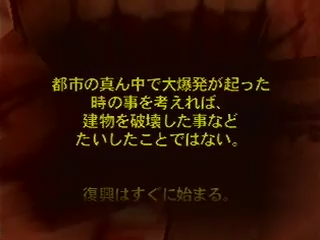 都市の真ん中で大爆発が起った
時の事を考えれば、
建物を破壊した事など
たいしたことではない。
復興はすぐに始まる。